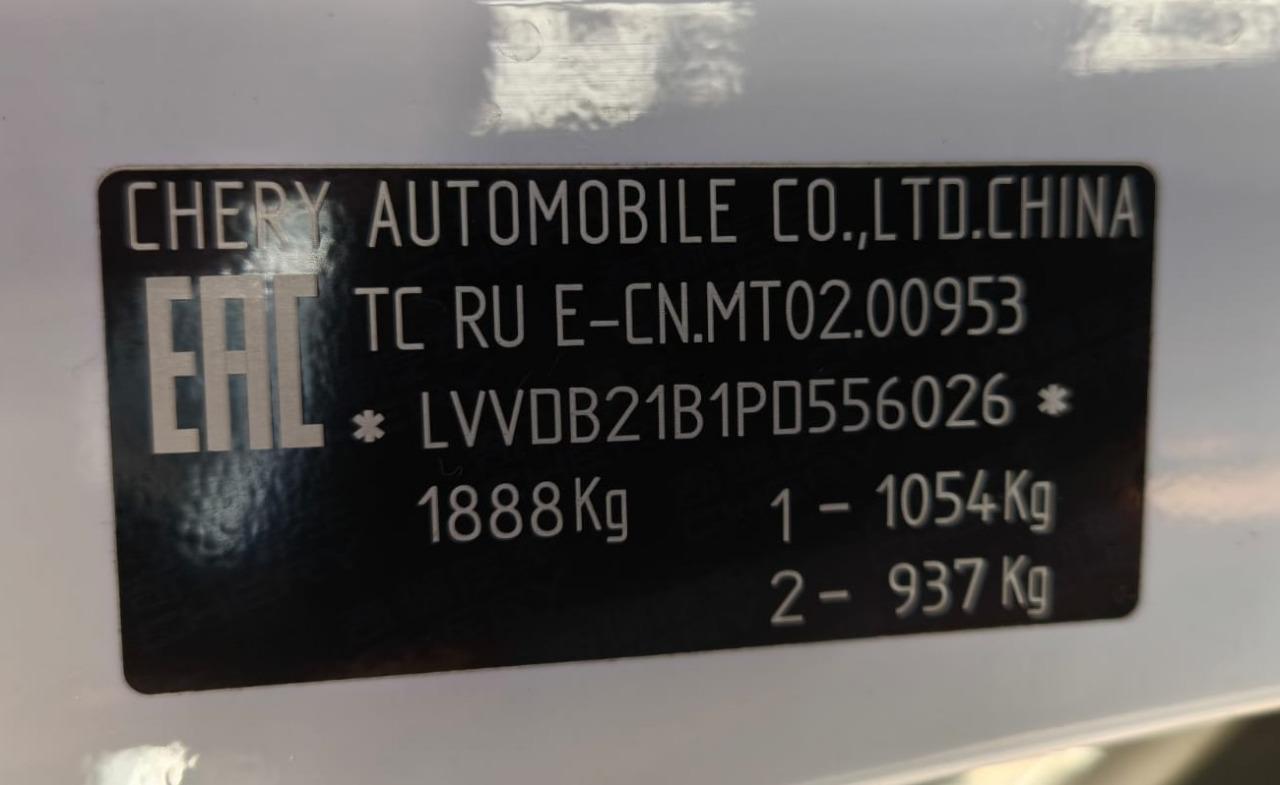 CHERY AUTOMOBILE CO.,LTD.CHINA
EAC TC RU E-CN.MT02.00953
* LVVDB21B1PD556026 *
1888Kg 1 - 1054Kg
2 - 937Kg